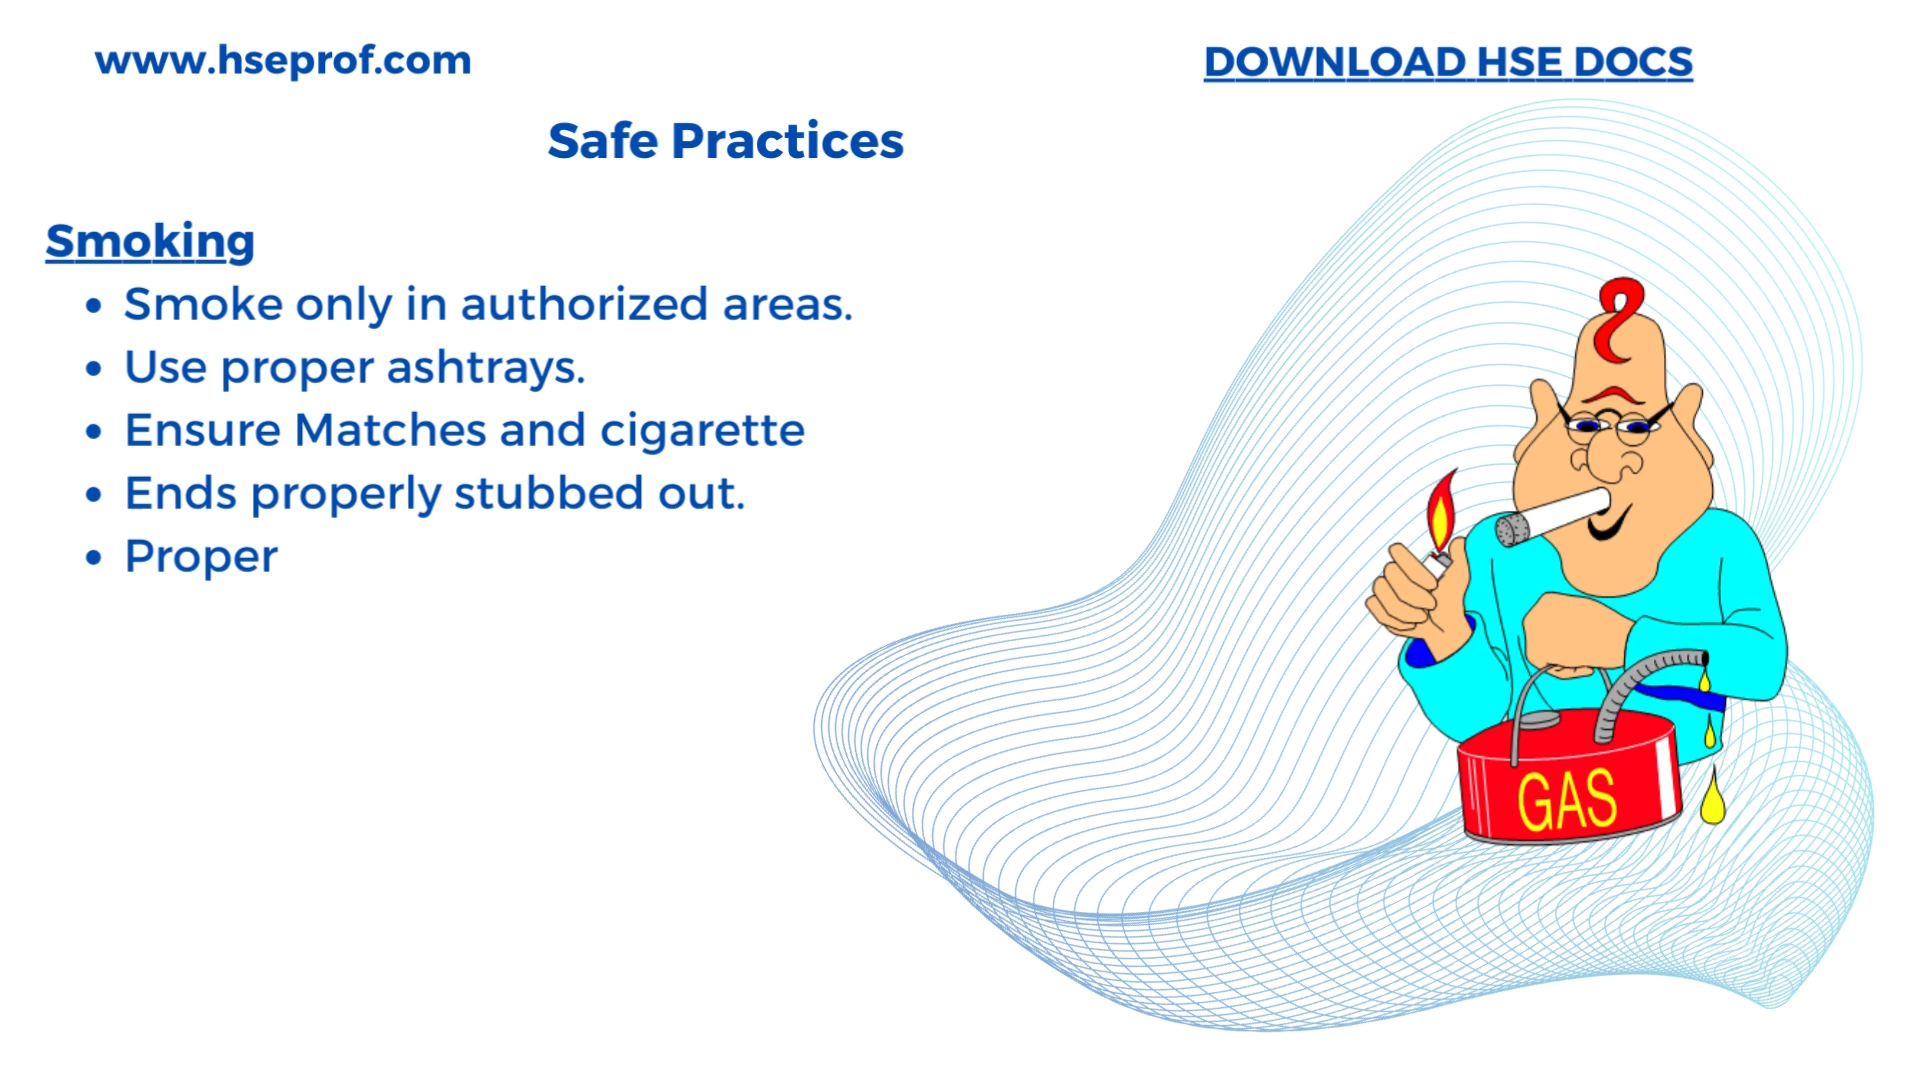 www.hseprof.com
DOWNLOAD HSE DOCS
Safe Practices
Smoking
• Smoke only in authorized areas.
• Use proper ashtrays.
• Ensure Matches and cigarette
• Ends properly stubbed out.
• Proper
GAS